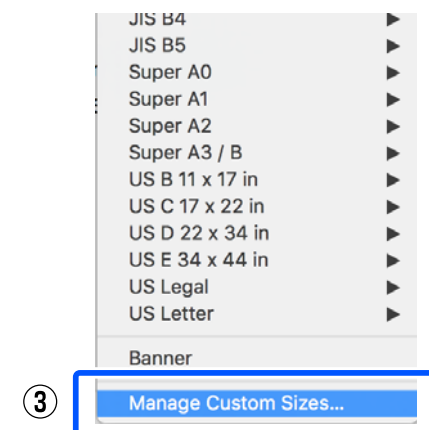 JIS B4
JIS B5
Super A0
Super A1
Super A2
Super A3 / B
US B 11 x 17 in
US C 17 x 22 in
US D 22 x 34 in
US E 34 x 44 in
US Legal
US Letter
Banner
③ Manage Custom Sizes...